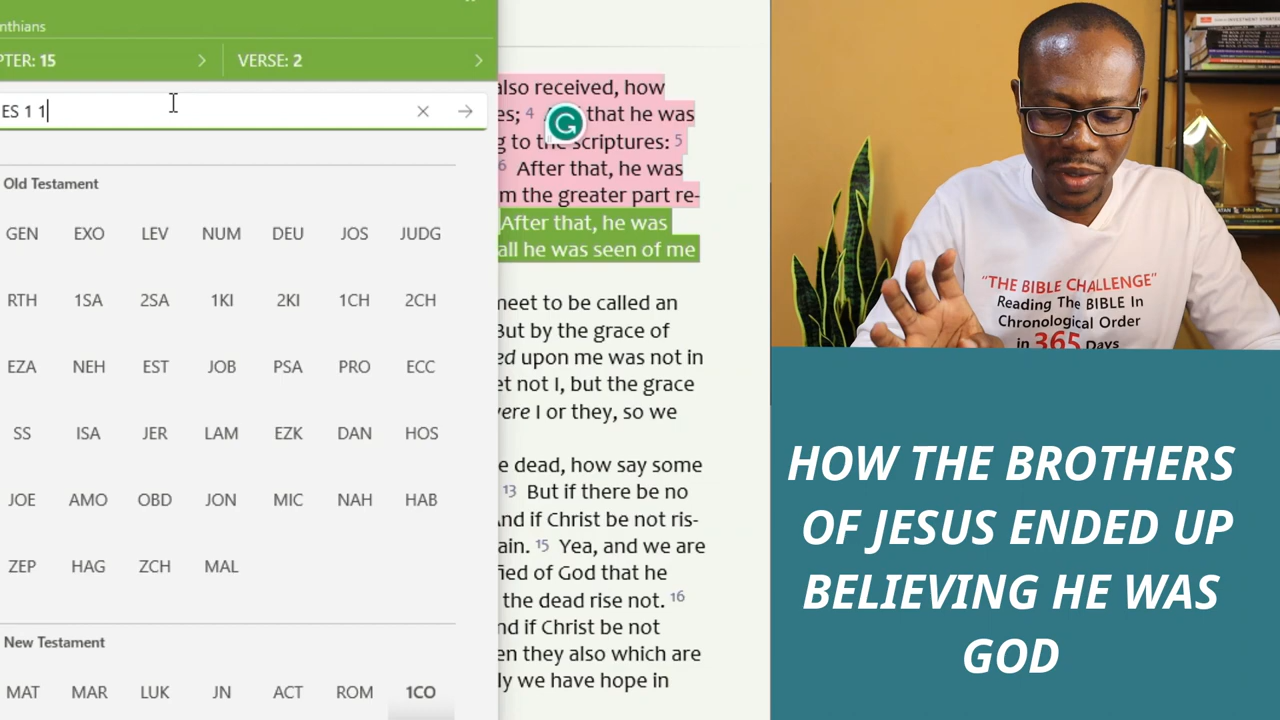 nthians
PTER: 15
VERSE: 2
ES 1 1
Old Testament
GEN EXO LEV NUM DEU JOS JUDG
RTH 1SA 2SA 1KI 2KI 1CH 2CH
EZA NEH EST JOB PSA PRO ECC
SS ISA JER LAM EZK DAN HOS
JOE AMO OBD JON MIC NAH HAB
ZEP HAG ZCH MAL
New Testament
MAT MAR LUK JN ACT ROM 1CO
also received, how
es; 4 that he was
g to the scriptures: 5
6 After that, he was
m the greater part re-
After that, he was
all he was seen of me
meet to be called an
But by the grace of
ed upon me was not in
et not I, but the grace
were I or they, so we
e dead, how say some
13 But if there be no
And if Christ be not ris-
ain. 15 Yea, and we are
fied of God that he
the dead rise not. 16
nd if Christ be not
en they also which are
ly we have hope in
"THE BIBLE CHALLENGE"
Reading The BIBLE In
Chronological Order
in 365 Days
HOW THE BROTHERS
OF JESUS ENDED UP
BELIEVING HE WAS
GOD